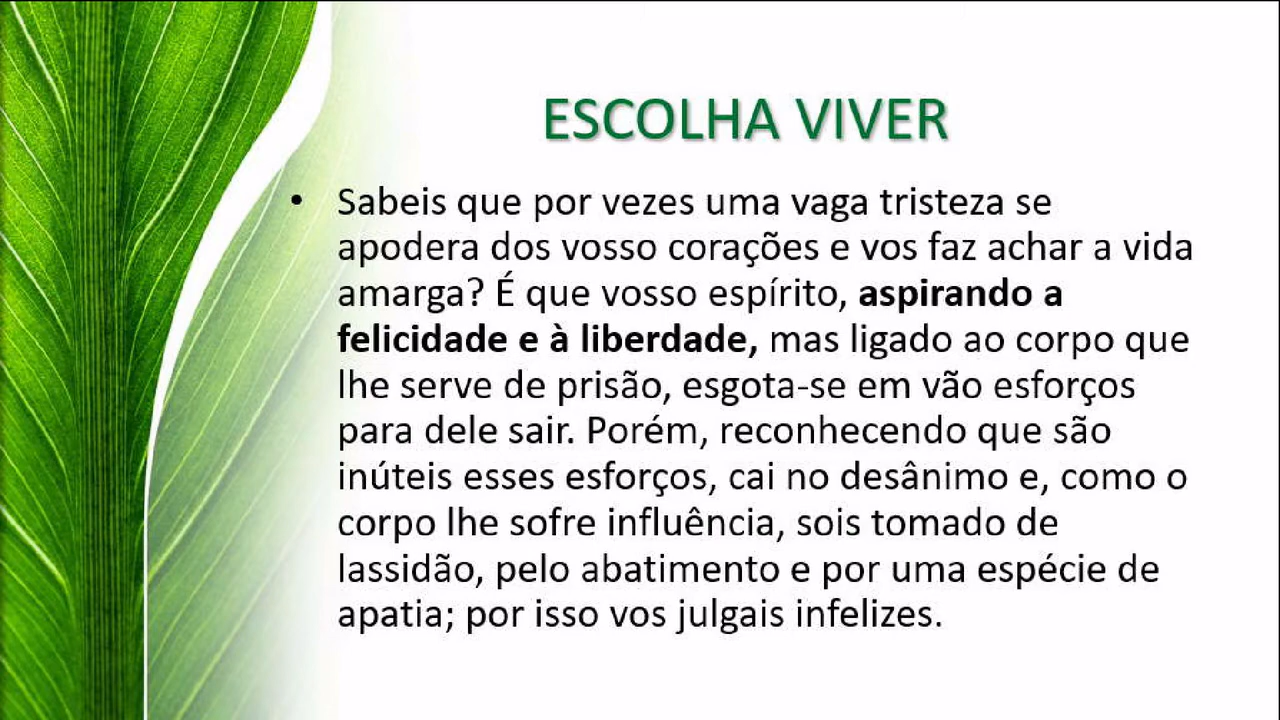 ESCOLHA VIVER
• Sabeis que por vezes uma vaga tristeza se
apodera dos vosso corações e vos faz achar a vida
amarga? É que vosso espírito, aspirando a
felicidade e à liberdade, mas ligado ao corpo que
lhe serve de prisão, esgota-se em vão esforços
para dele sair. Porém, reconhecendo que são
inúteis esses esforços, cai no desânimo e, como o
corpo lhe sofre influência, sois tomado de
lassidão, pelo abatimento e por uma espécie de
apatia; por isso vos julgais infelizes.